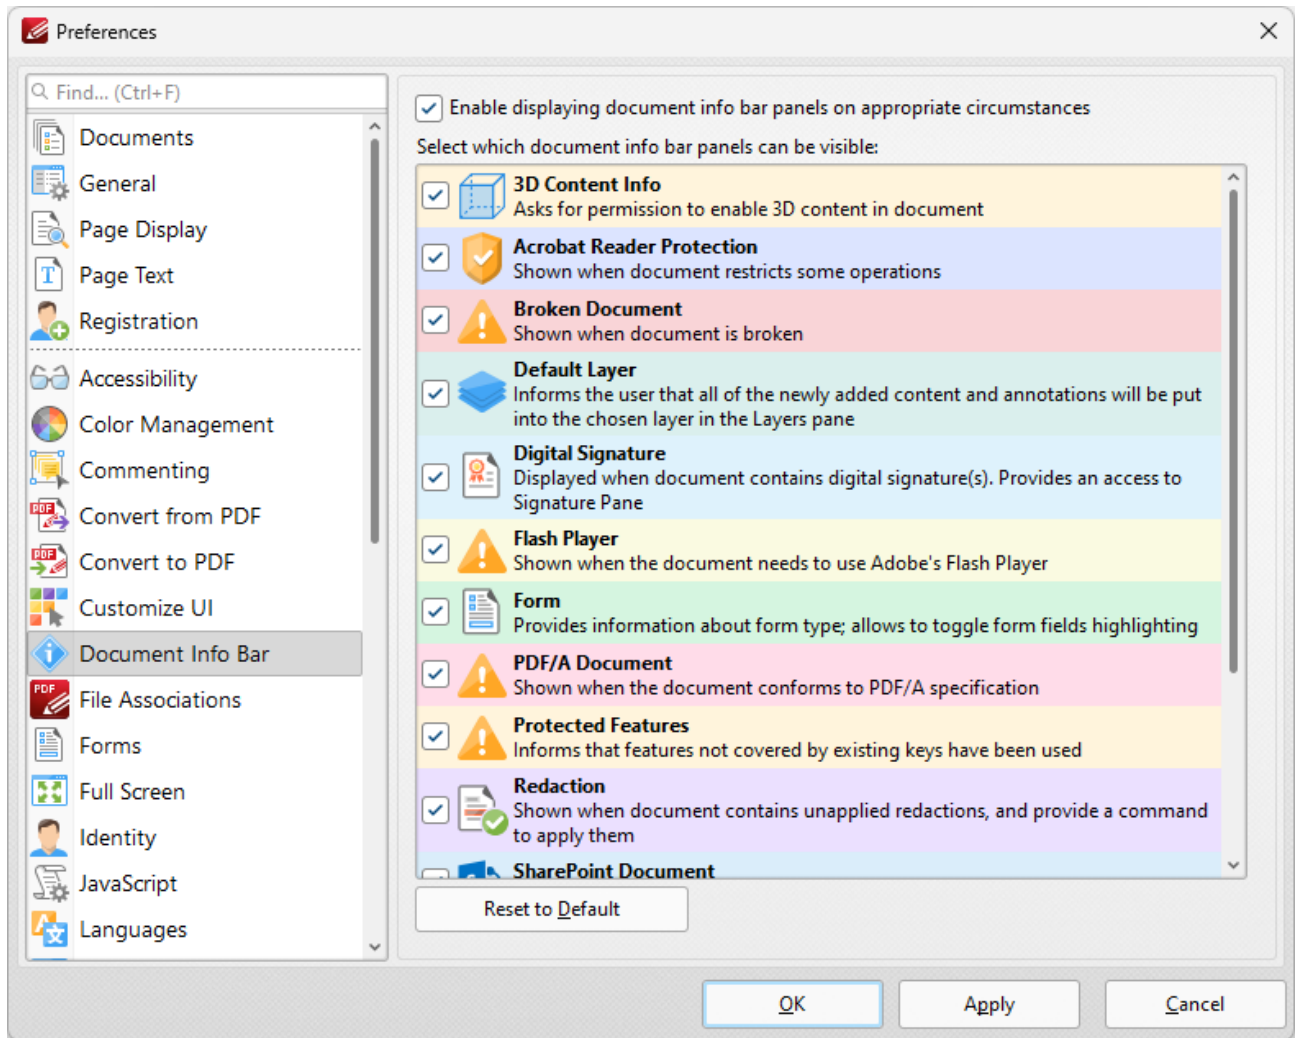 Preferences
Find... (Ctrl+F)
Documents
General
Page Display
Page Text
Registration
Accessibility
Color Management
Commenting
Convert from PDF
Convert to PDF
Customize UI
Document Info Bar
File Associations
Forms
Full Screen
Identity
JavaScript
Languages
Enable displaying document info bar panels on appropriate circumstances
Select which document info bar panels can be visible:
3D Content Info
Asks for permission to enable 3D content in document
Acrobat Reader Protection
Shown when document restricts some operations
Broken Document
Shown when document is broken
Default Layer
Informs the user that all of the newly added content and annotations will be put
into the chosen layer in the Layers pane
Digital Signature
Displayed when document contains digital signature(s). Provides an access to
Signature Pane
Flash Player
Shown when the document needs to use Adobe's Flash Player
Form
Provides information about form type; allows to toggle form fields highlighting
PDF/A Document
Shown when the document conforms to PDF/A specification
Protected Features
Informs that features not covered by existing keys have been used
Redaction
Shown when document contains unapplied redactions, and provide a command
to apply them
SharePoint Document
Reset to Default
OK
Apply
Cancel